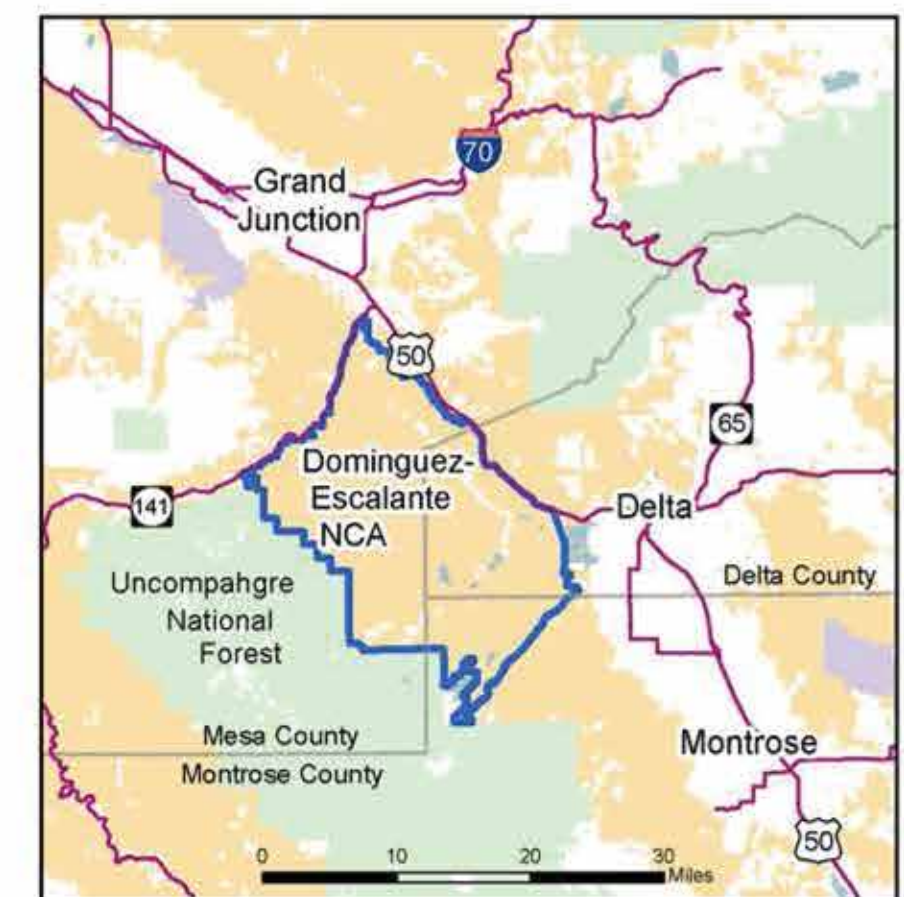 70
Grand
Junction
50
65
Dominguez-
Escalante
NCA
141
Delta
Delta County
Uncompahgre
National
Forest
Mesa County
Montrose County
Montrose
50
0 10 20 30
Miles